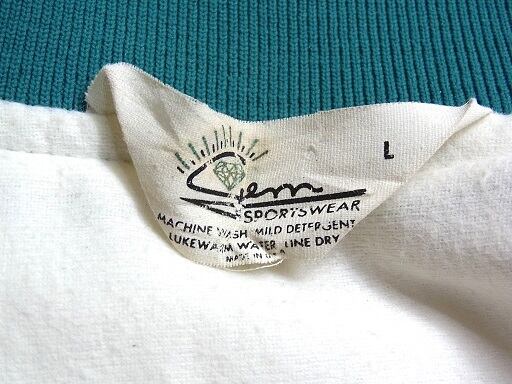 Gem
L
SPORTSWEAR
MACHINE WASH MILD DETERGENT
LUKEWARM WATER LINE DRY
MADE IN U.S.A